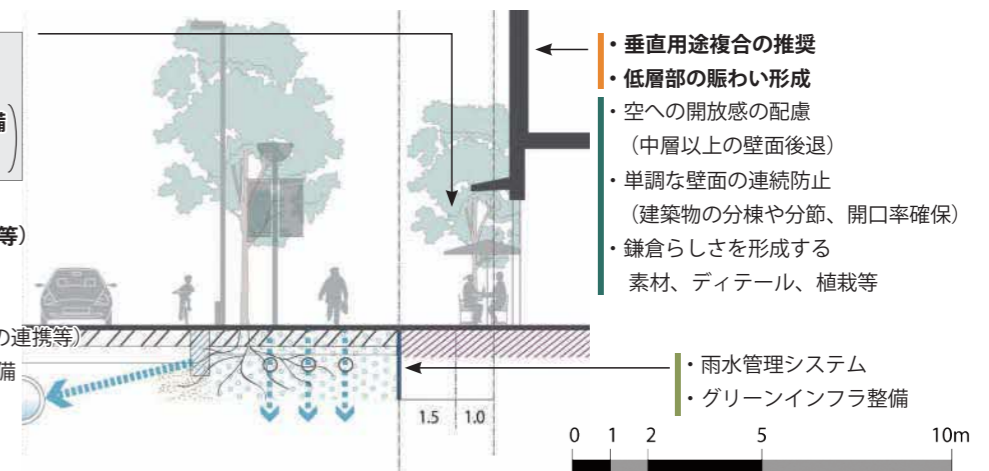 ・垂直用途複合の推奨
・低層部の賑わい形成
・空への開放感の配慮
（中層以上の壁面後退）
・単調な壁面の連続防止
（建築物の分棟や分節、開口率確保）
・鎌倉らしさを形成する
素材、ディテール、植栽等
備
等）
の連携等）
備
・雨水管理システム
・グリーンインフラ整備
1.5 1.0
0 1 2 5 10m